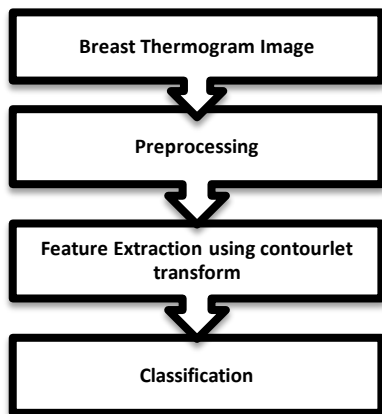 Breast Thermogram Image
Preprocessing
Feature Extraction using contourlet
transform
Classification